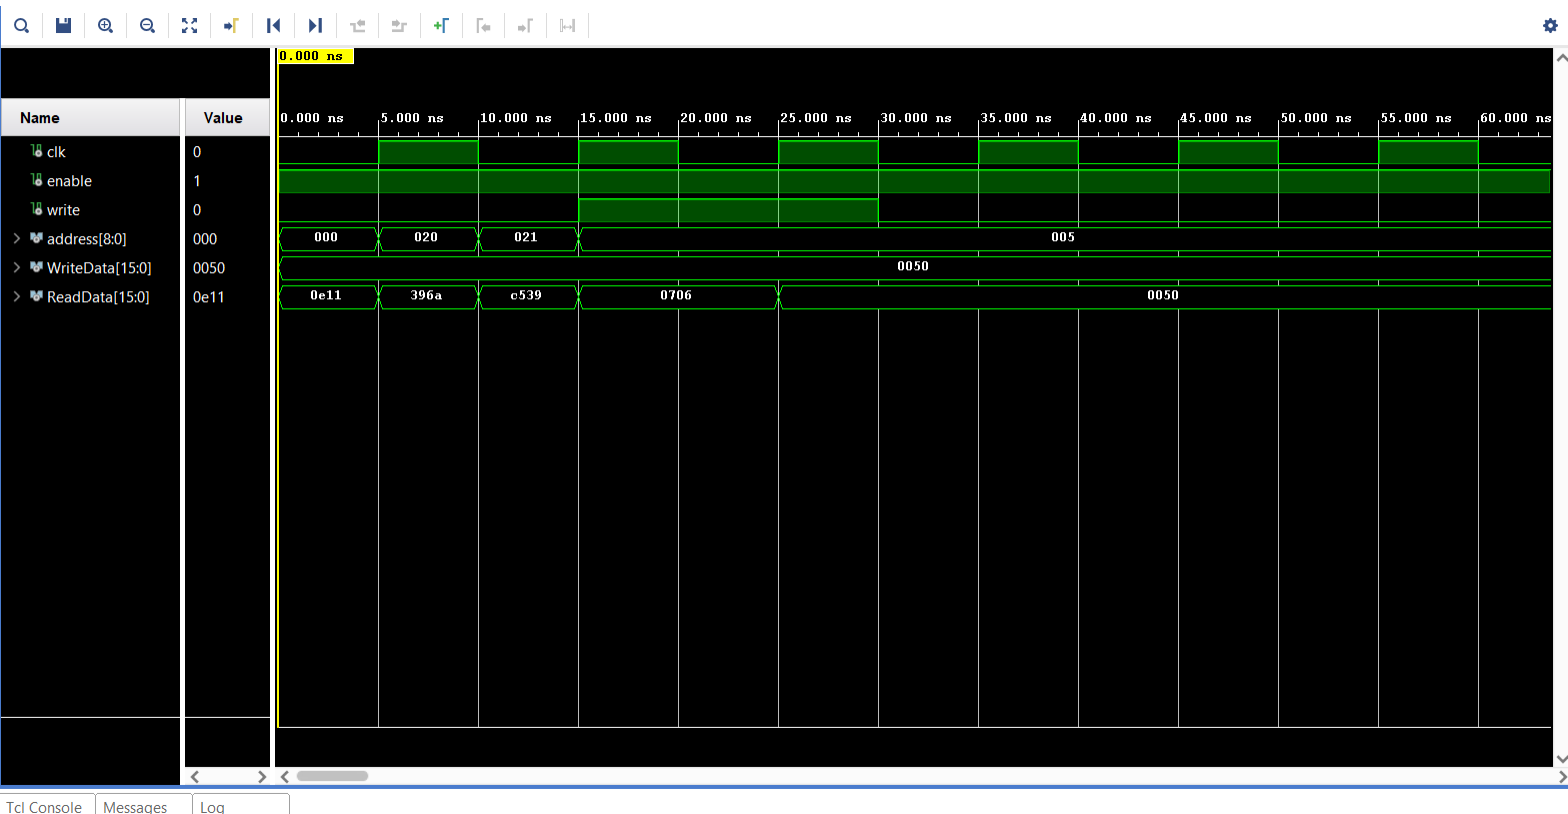 0.000 ns
Name Value 0.000 ns 5.000 ns 10.000 ns 15.000 ns 20.000 ns 25.000 ns 30.000 ns 35.000 ns 40.000 ns 45.000 ns 50.000 ns 55.000 ns 60.000 ns
clk 0
enable 1
write 0
address[8:0] 000 000 020 021 005
WriteData[15:0] 0050 0050
ReadData[15:0] 0e11 0e11 396a c539 0706 0050
Tcl Console Messages Log